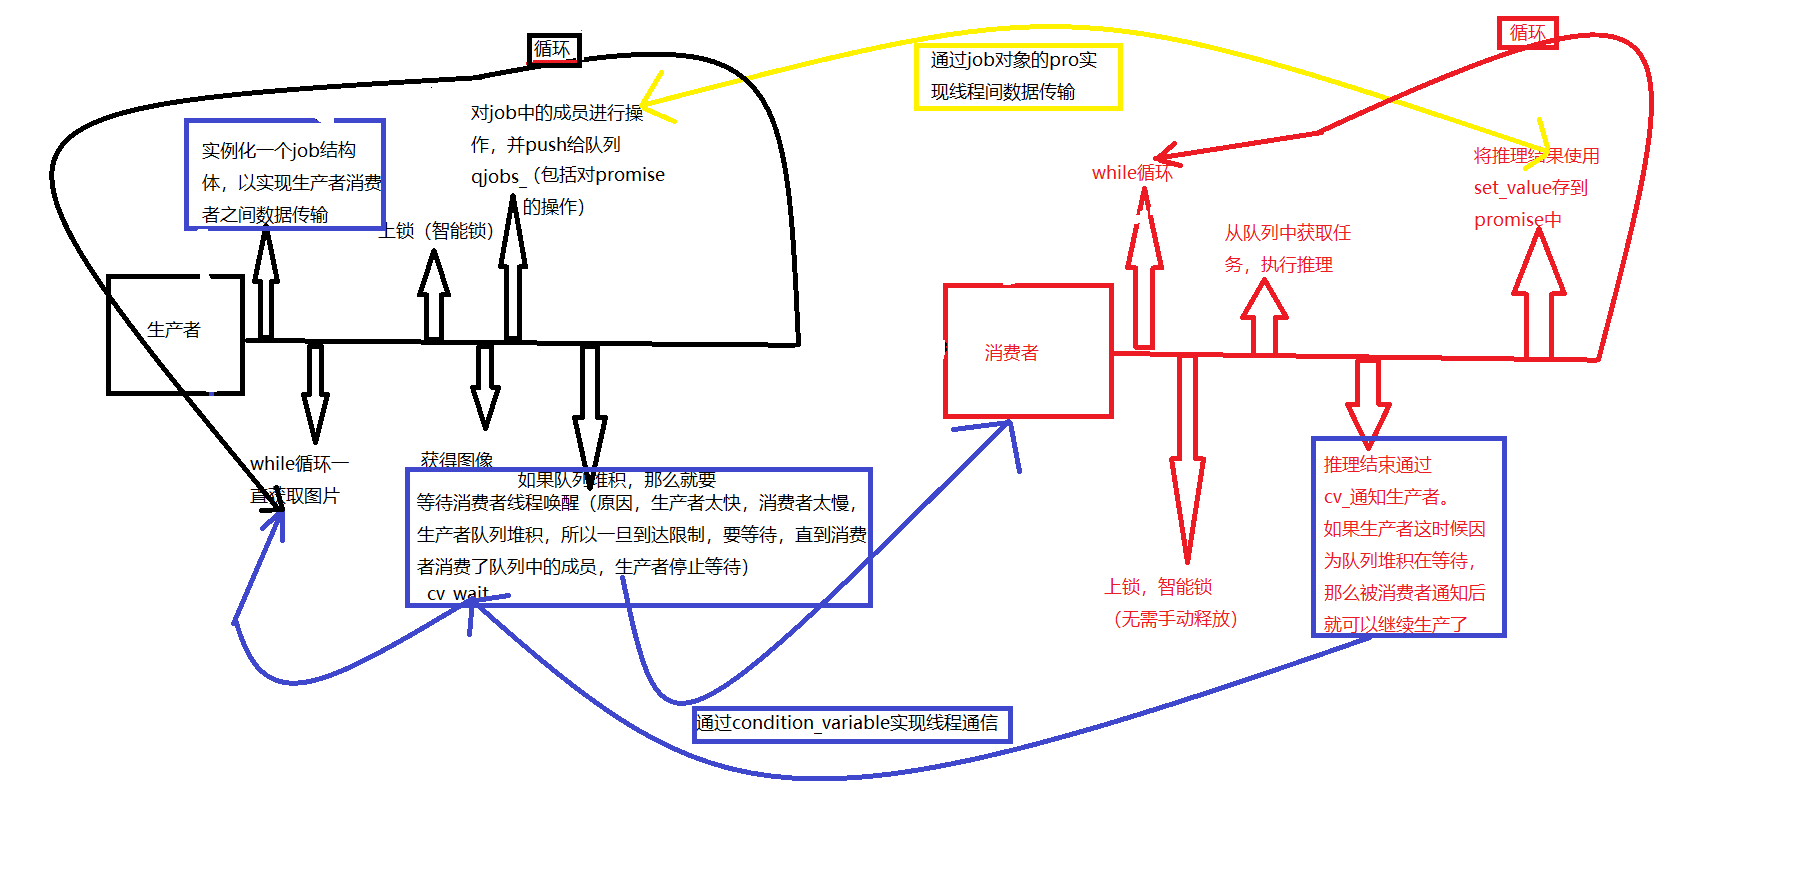 循环
实例化一个job结构
体，以实现生产者消费
者之间数据传输
对job中的成员进行操
作，并push给队列
qjobs_（包括对promise
的操作）
上锁（智能锁）
生产者
while循环一
直获取图片
获得图像
如果队列堆积，那么就要
等待消费者线程唤醒（原因，生产者太快，消费者太慢，
生产者队列堆积，所以一旦到达限制，要等待，直到消费
者消费了队列中的成员，生产者停止等待）
cv_wait
通过job对象的pro实
现线程间数据传输
循环
while循环
将推理结果使用
set_value存到
promise中
从队列中获取任
务，执行推理
消费者
上锁，智能锁
（无需手动释放）
推理结束通过
cv_通知生产者。
如果生产者这时候因
为队列堆积在等待，
那么被消费者通知后
就可以继续生产了
通过condition_variable实现线程通信